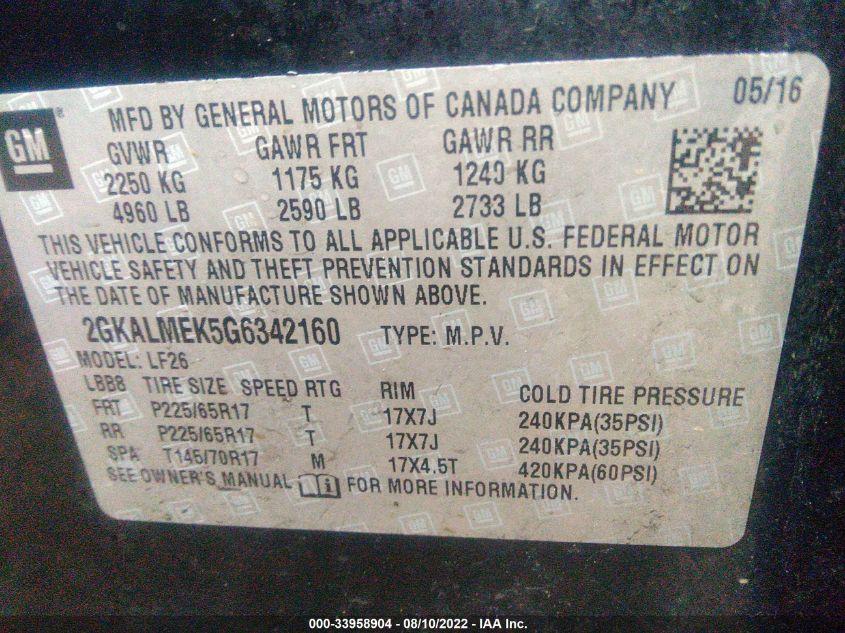 MFD BY GENERAL MOTORS OF CANADA COMPANY 05/16
GM
GVWR GAWR FRT GAWR RR
2250 KG 1175 KG 1240 KG
4960 LB 2590 LB 2733 LB
THIS VEHICLE CONFORMS TO ALL APPLICABLE U.S. FEDERAL MOTOR
VEHICLE SAFETY AND THEFT PREVENTION STANDARDS IN EFFECT ON
THE DATE OF MANUFACTURE SHOWN ABOVE.
2GKALMEK5G6342160 TYPE: M.P.V.
MODEL: LF26
LBB8 TIRE SIZE SPEED RTG RIM COLD TIRE PRESSURE
FRT P225/65R17 T 17X7J 240KPA(35PSI)
RR P225/65R17 T 17X7J 240KPA(35PSI)
SPA T145/70R17 M 17X4.5T 420KPA(60PSI)
SEE OWNER'S MANUAL FOR MORE INFORMATION.
000-33958904 - 08/10/2022 - IAA Inc.